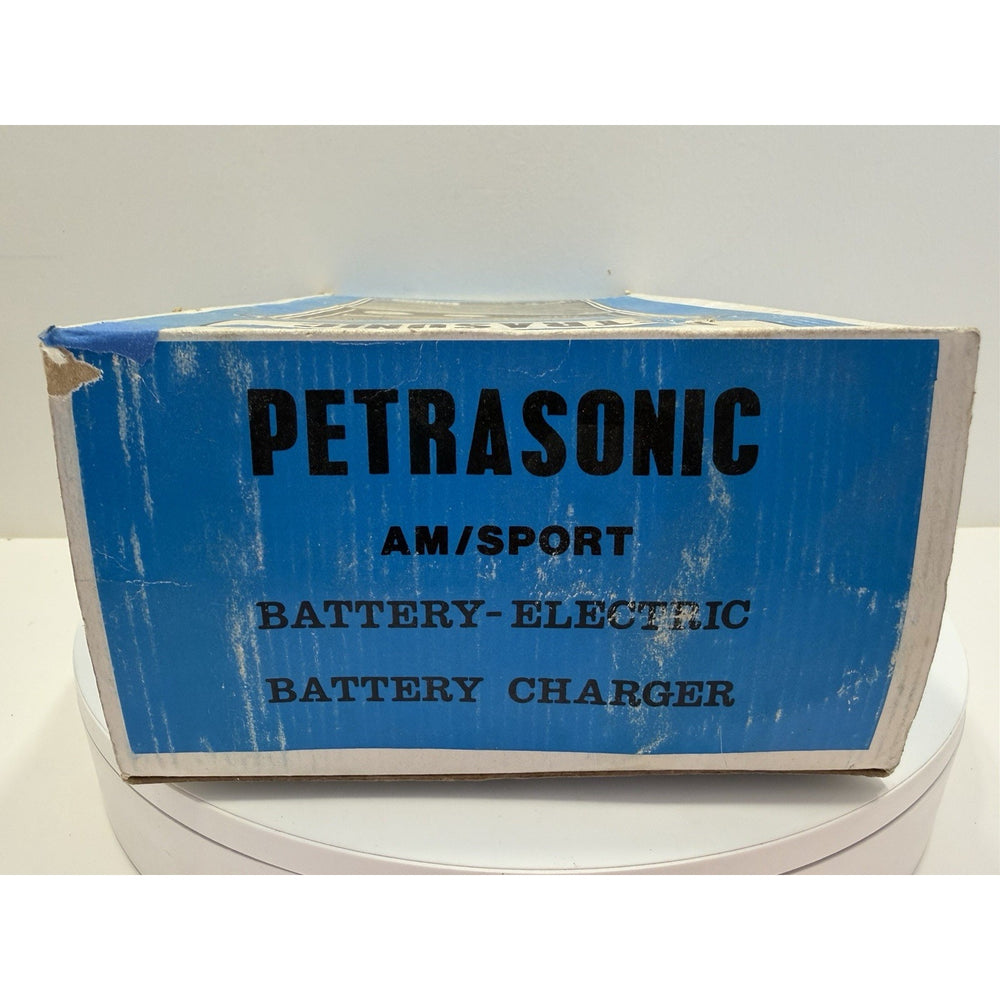 PETRASONIC
AM/SPORT
BATTERY-ELECTRIC
BATTERY CHARGER